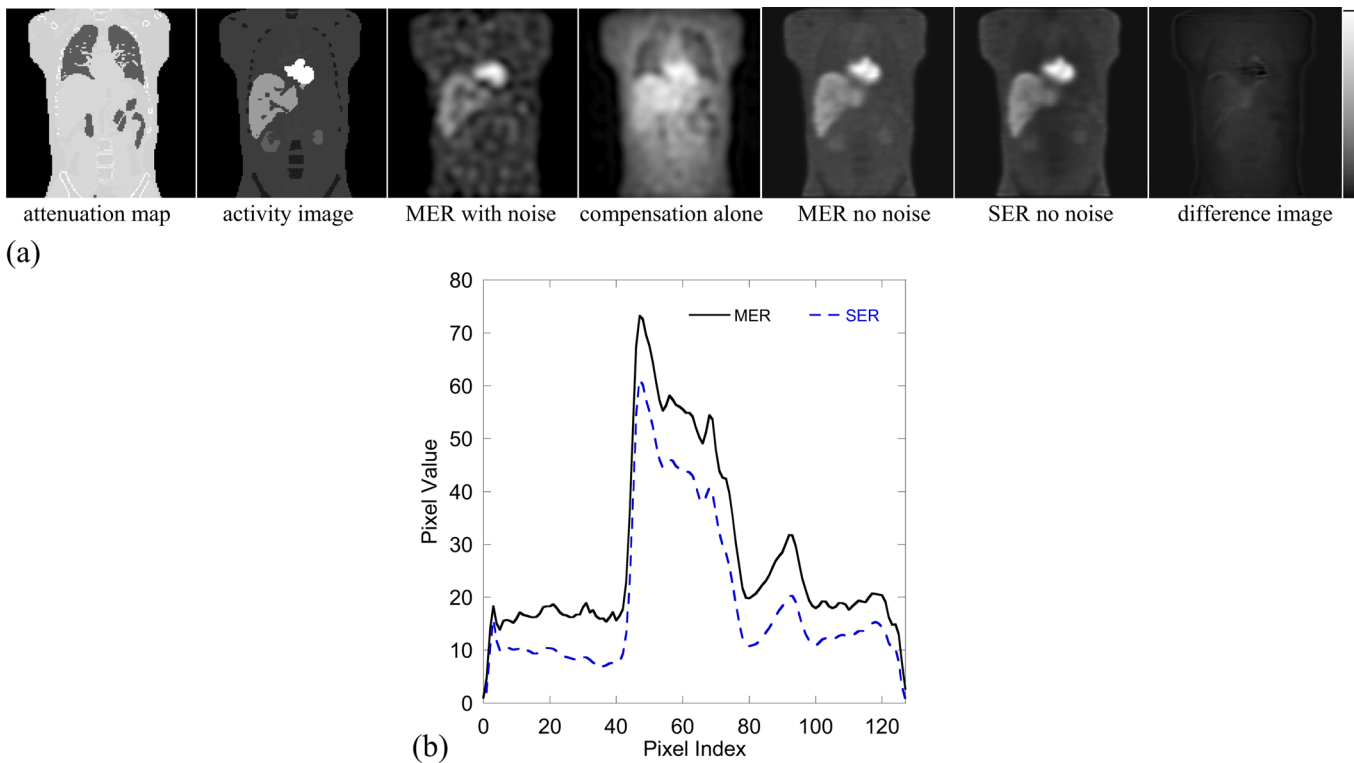 attenuation map activity image MER with noise compensation alone MER no noise SER no noise difference image
(a)
80
MER SER
70
60
50
40
30
20
10
0
Pixel Value
0 20 40 60 80 100 120
Pixel Index
(b)